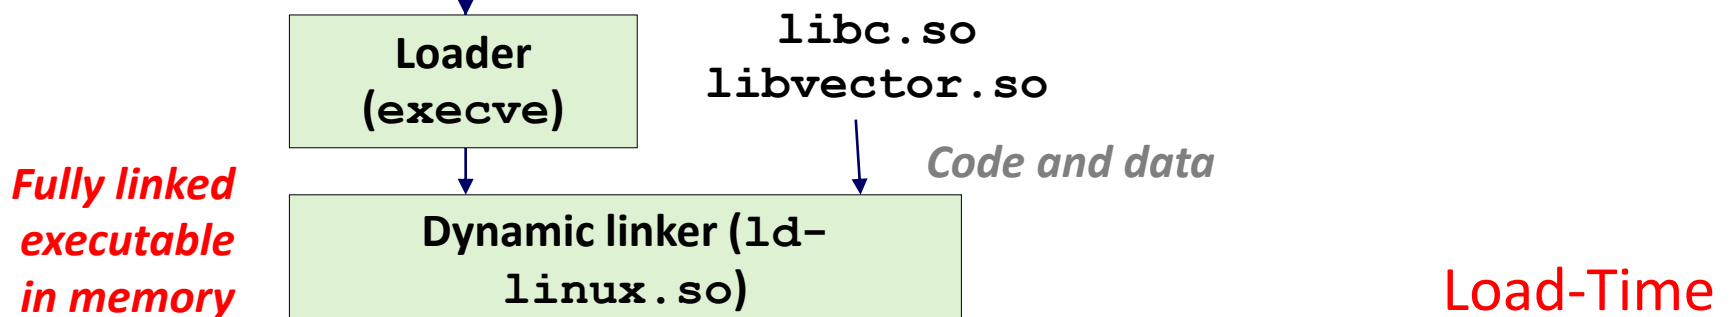 Loader
(execve)
libc.so
libvector.so
Code and data
Fully linked
executable
in memory
Dynamic linker (ld-
linux.so)
Load-Time